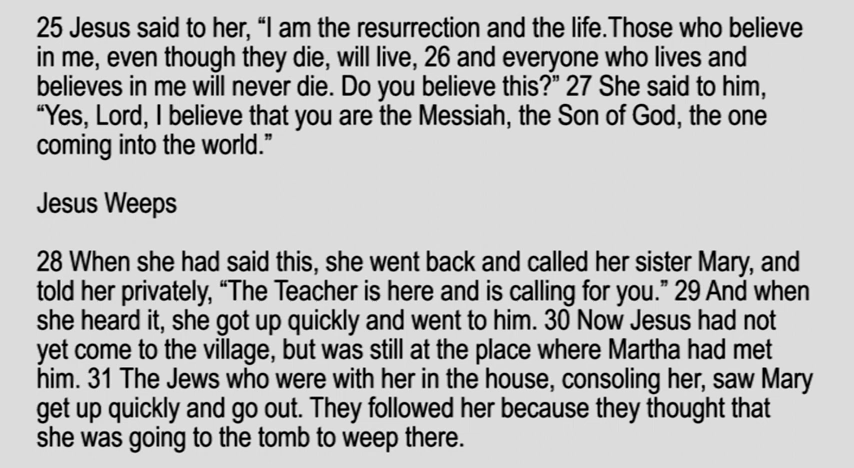 25 Jesus said to her, “I am the resurrection and the life.Those who believe
in me, even though they die, will live, 26 and everyone who lives and
believes in me will never die. Do you believe this?” 27 She said to him,
“Yes, Lord, I believe that you are the Messiah, the Son of God, the one
coming into the world.”
Jesus Weeps
28 When she had said this, she went back and called her sister Mary, and
told her privately, “The Teacher is here and is calling for you.” 29 And when
she heard it, she got up quickly and went to him. 30 Now Jesus had not
yet come to the village, but was still at the place where Martha had met
him. 31 The Jews who were with her in the house, consoling her, saw Mary
get up quickly and go out. They followed her because they thought that
she was going to the tomb to weep there.